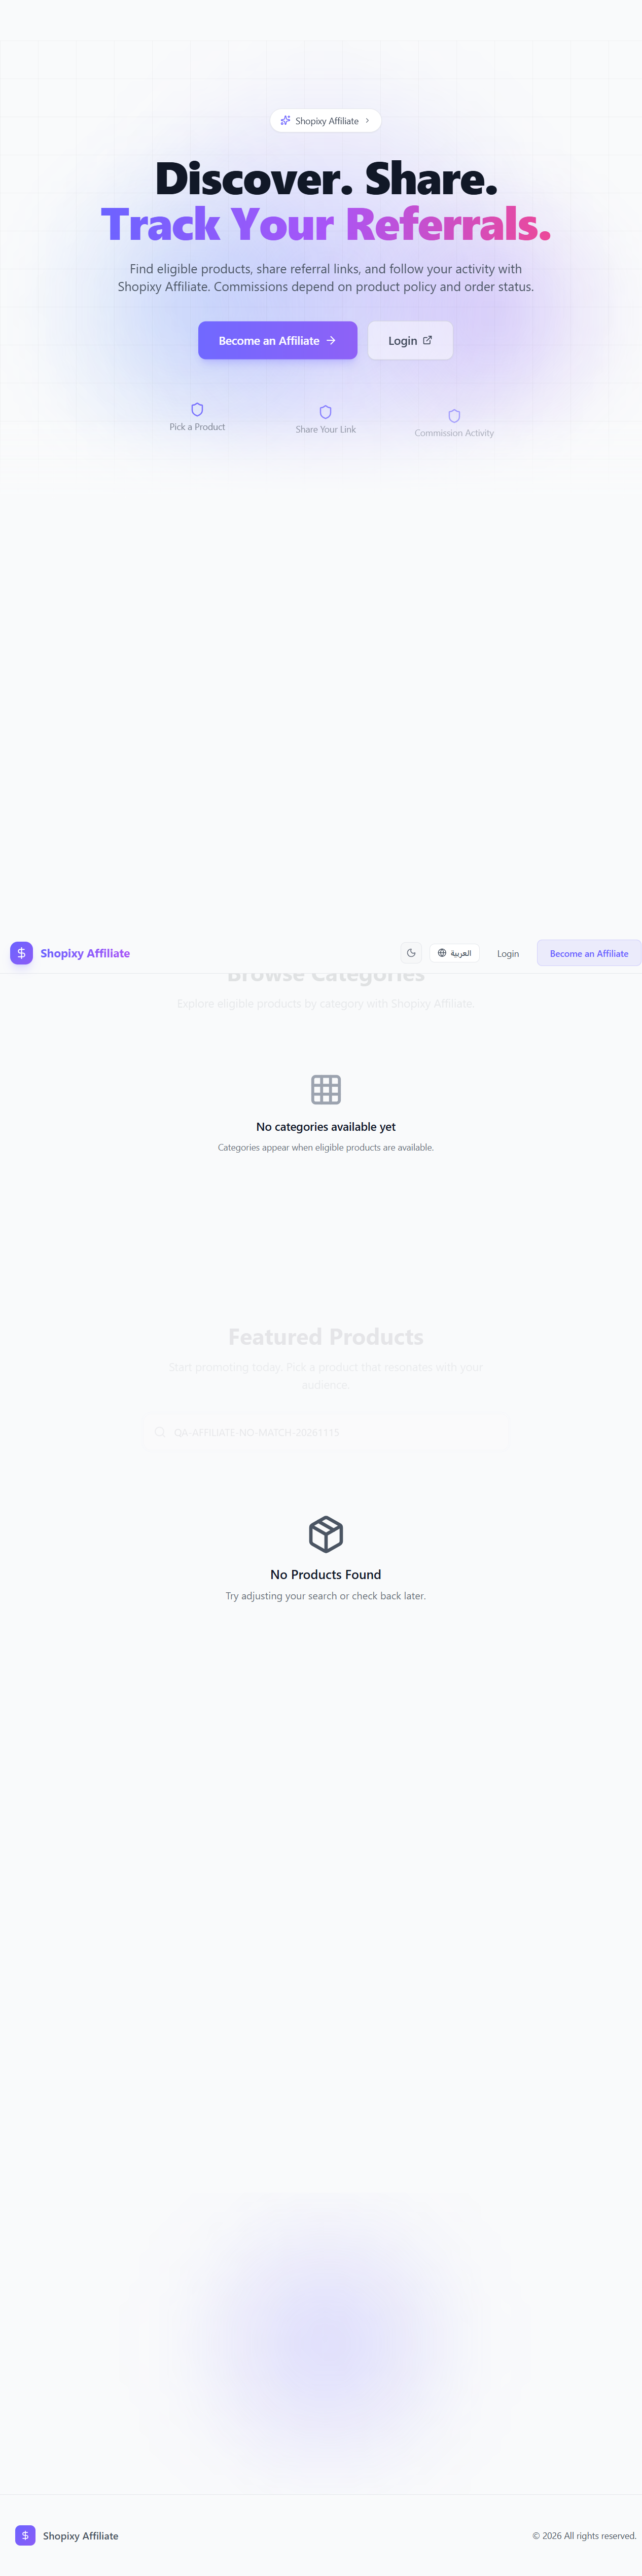 Shopixy Affiliate
Discover. Share.
Track Your Referrals.
Find eligible products, share referral links, and follow your activity with
Shopixy Affiliate. Commissions depend on product policy and order status.
Become an Affiliate
Login
Pick a Product
Share Your Link
Commission Activity
Shopixy Affiliate
العربية
Login
Become an Affiliate
Browse Categories
Explore eligible products by category with Shopixy Affiliate.
No categories available yet
Categories appear when eligible products are available.
Featured Products
Start promoting today. Pick a product that resonates with your
audience.
QA-AFFILIATE-NO-MATCH-20261115
No Products Found
Try adjusting your search or check back later.
Shopixy Affiliate
© 2026 All rights reserved.